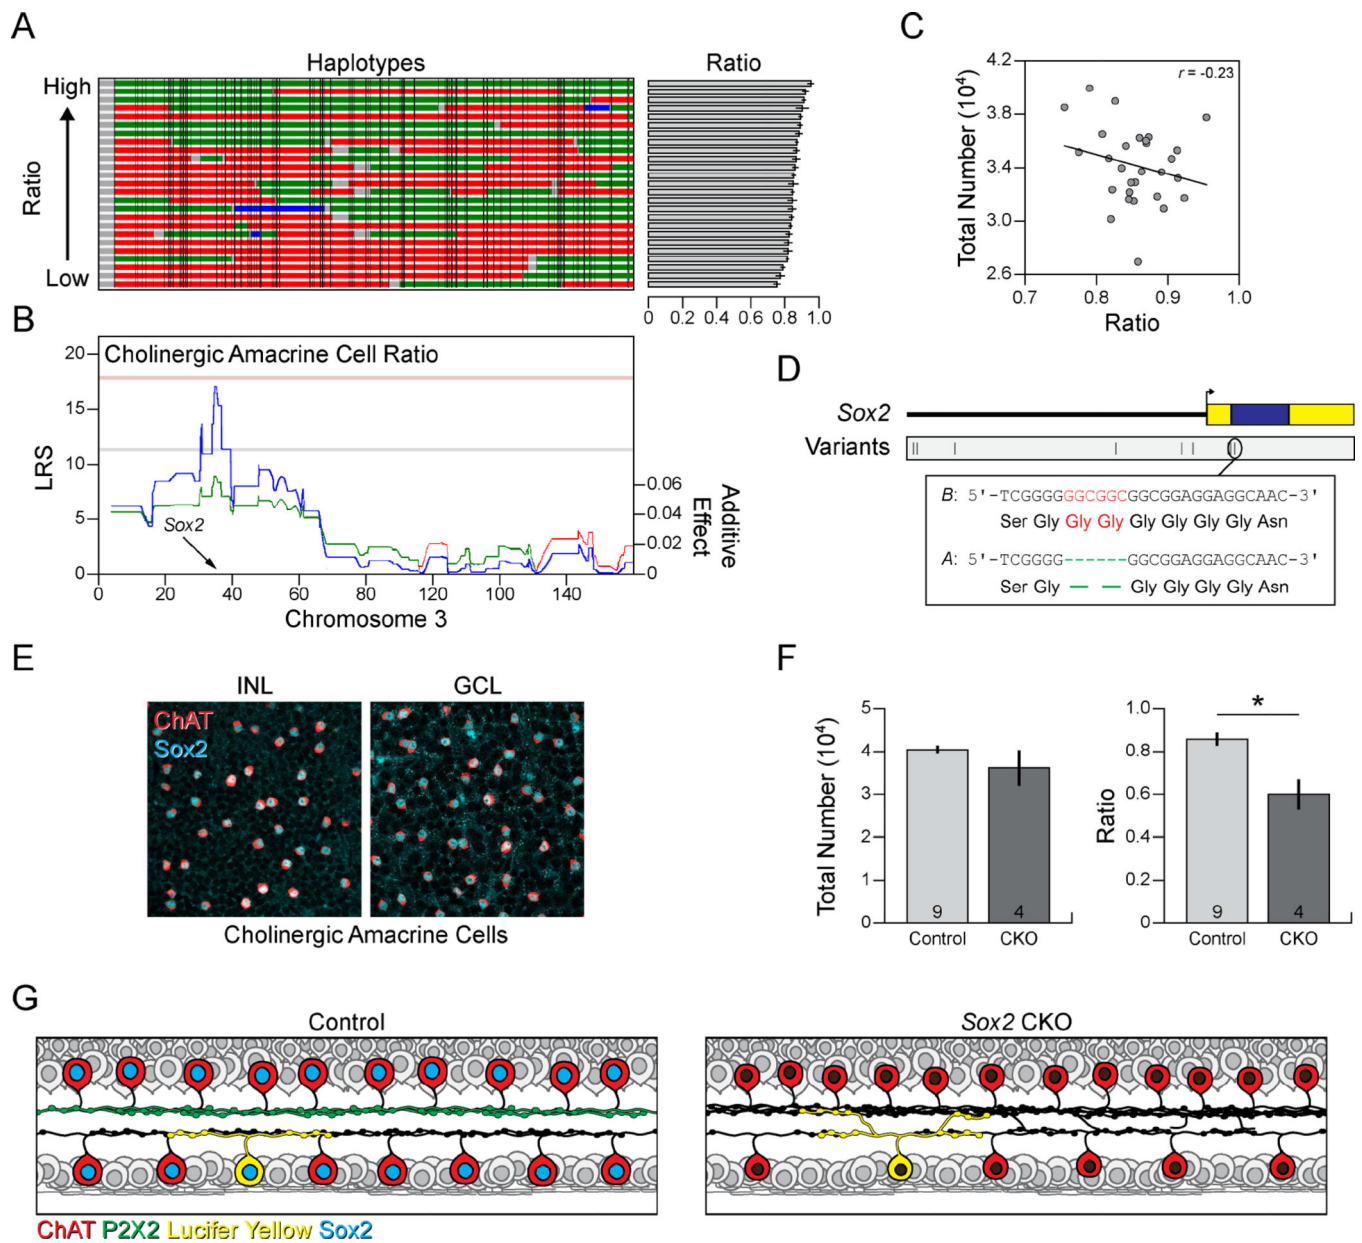 A
Haplotypes
Ratio
High
Ratio
Low
0 0.2 0.4 0.6 0.8 1.0
B
Cholinergic Amacrine Cell Ratio
20
15
10
5
0
LRS
Sox2
0.06
0.04
0.02
0
Additive
Effect
0 20 40 60 80 100 120 140
Chromosome 3
C
r = -0.23
4.2
3.8
3.4
3.0
2.6
Total Number (10⁴)
0.7 0.8 0.9 1.0
Ratio
D
Sox2
Variants
B: 5'-TCGGGGGGCGGCGGCGGAGGAGGCAAC-3'
Ser Gly Gly Gly Gly Gly Gly Gly Asn
A: 5'-TCGGGG------GGCGGAGGAGGCAAC-3'
Ser Gly — — Gly Gly Gly Gly Asn
E
INL
GCL
ChAT
Sox2
Cholinergic Amacrine Cells
F
5
4
3
2
1
0
Total Number (10⁴)
9 4
Control CKO
*
1.0
0.8
0.6
0.4
0.2
0
Ratio
9 4
Control CKO
G
Control
Sox2 CKO
ChAT P2X2 Lucifer Yellow Sox2